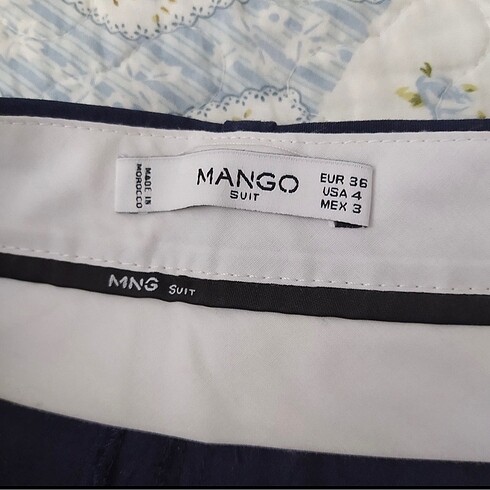 MADE IN
MOROCCO
MANGO
SUIT
EUR 36
USA 4
MEX 3
MNG SUIT